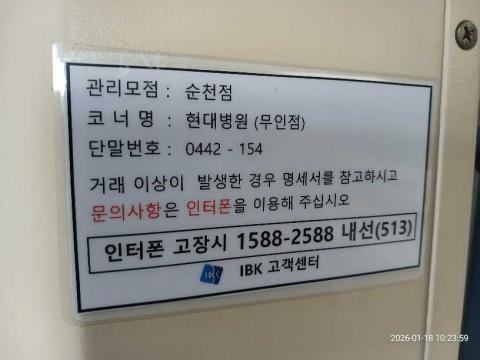 관리모점 : 순천점
코 너 명 : 현대병원 (무인점)
단말번호 : 0442 - 154
거래 이상이 발생한 경우 명세서를 참고하시고
문의사항은 인터폰을 이용해 주십시오
인터폰 고장시 1588-2588 내선(513)
IBK IBK 고객센터
2026-01-18 10:23:59